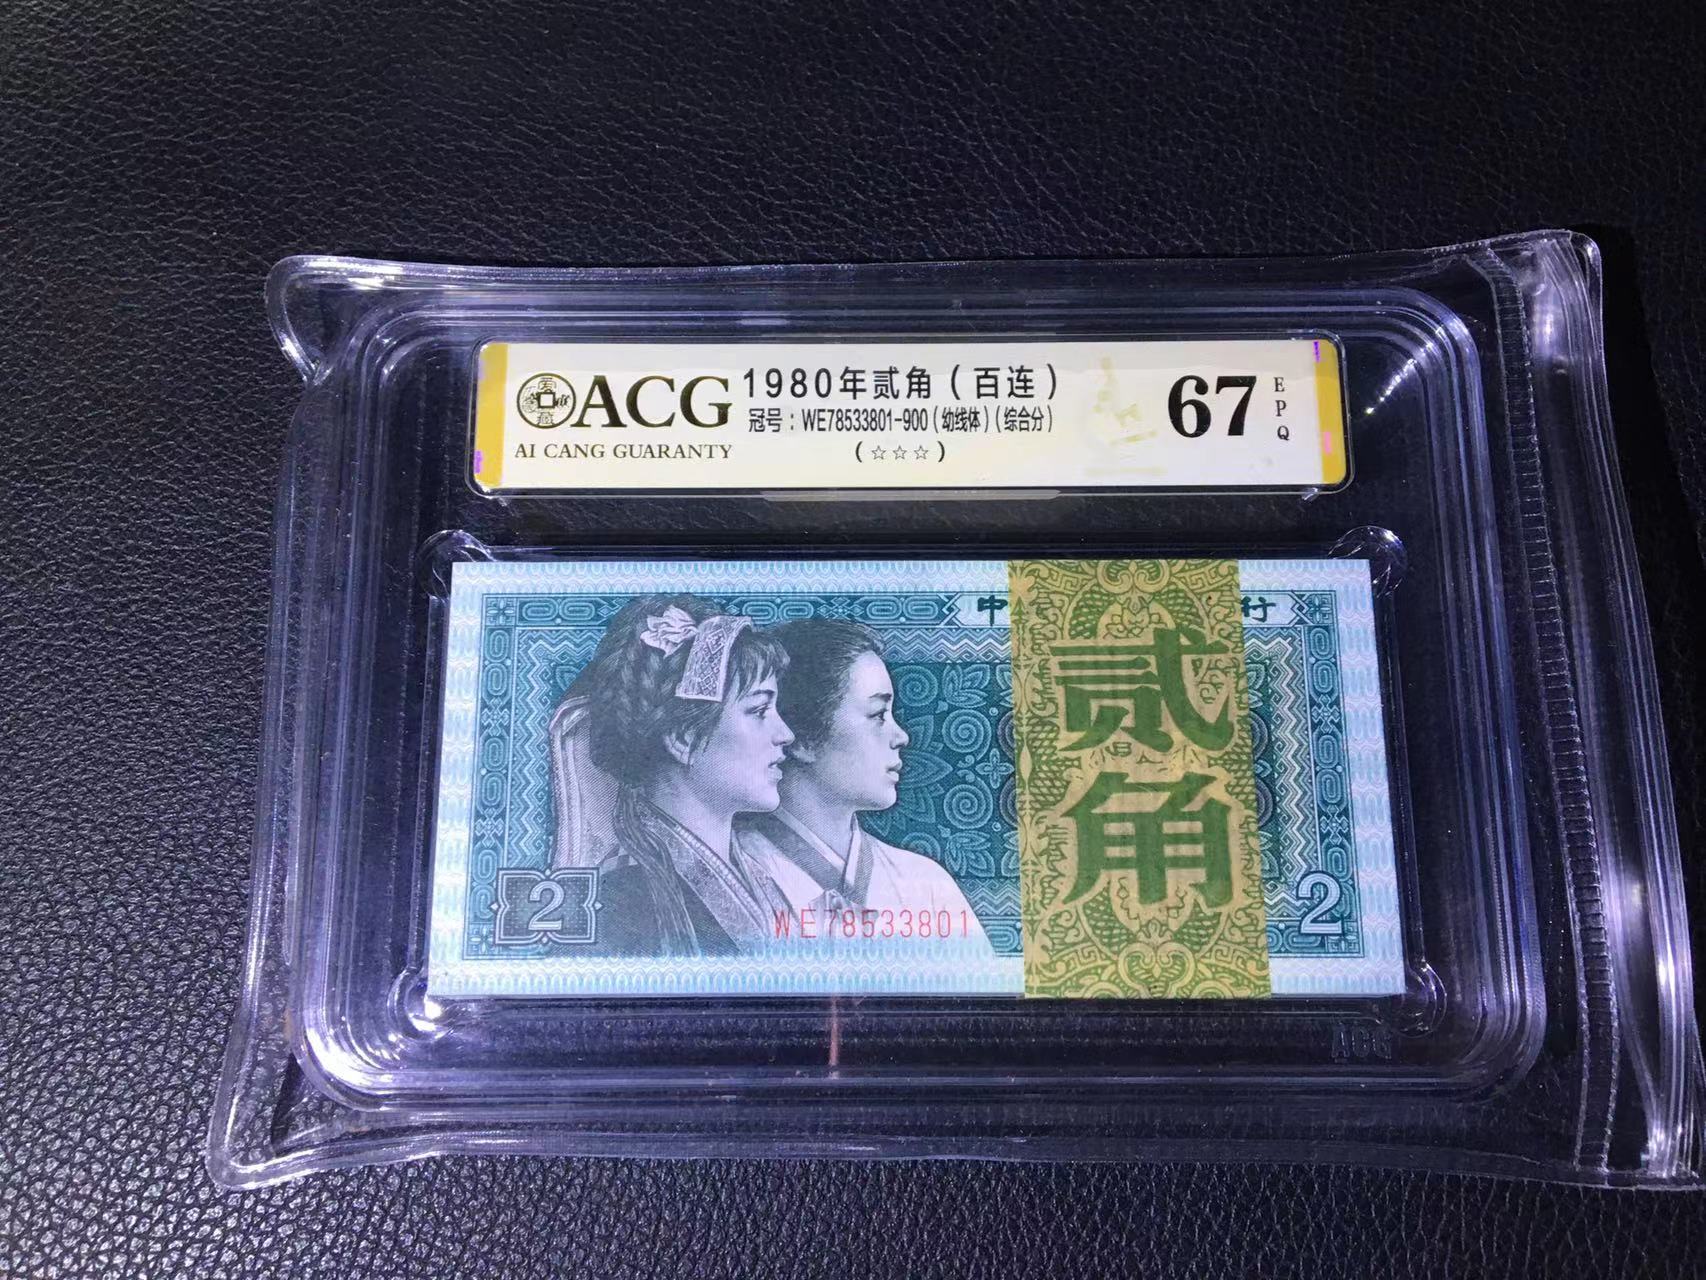 ACG
AI CANG GUARANTY
1980年贰角（百连）
冠号：WE78533801-900（幼线体）（综合分）
（☆☆☆）
67
EPQ
中
行
贰角
2
WE78533801
2
ACG